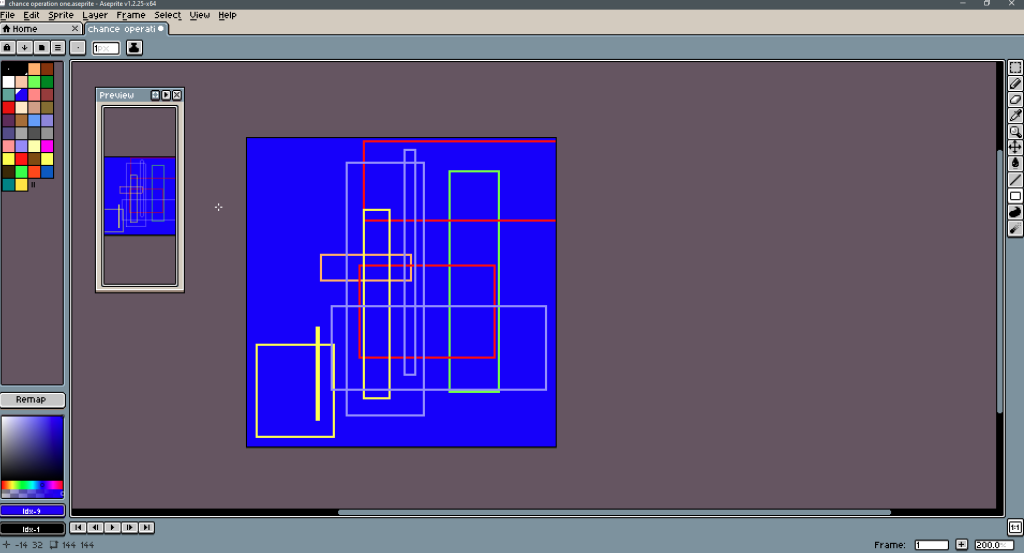 chance operation one.aseprite - Aseprite v1.2.25-x64
File Edit Sprite Layer Frame Select View Help
Home
chance operati
1px
Preview
Remap
Idx-9
Idx-1
-14 32 144 144
Frame: 1
200.0
1:1